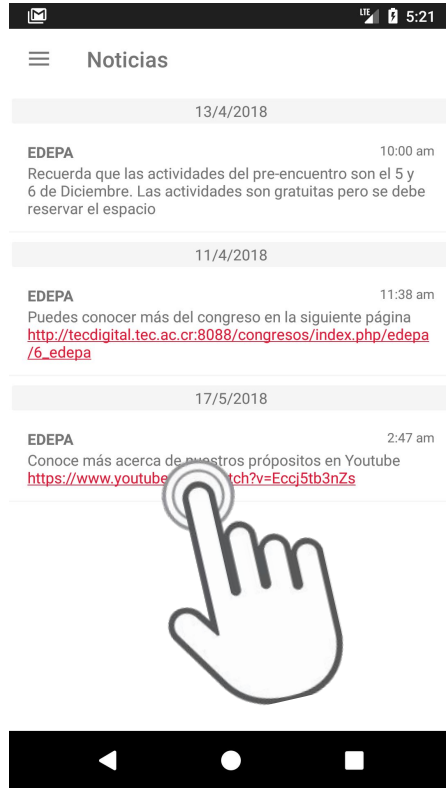 LTE 5:21
Noticias
13/4/2018
EDEPA 10:00 am
Recuerda que las actividades del pre-encuentro son el 5 y
6 de Diciembre. Las actividades son gratuitas pero se debe
reservar el espacio
11/4/2018
EDEPA 11:38 am
Puedes conocer más del congreso en la siguiente página
http://tecdigital.tec.ac.cr:8088/congresos/index.php/edepa
/6_edepa
17/5/2018
EDEPA 2:47 am
Conoce más acerca de nuestros própositos en Youtube
https://www.youtube tch?v=Eccj5tb3nZs